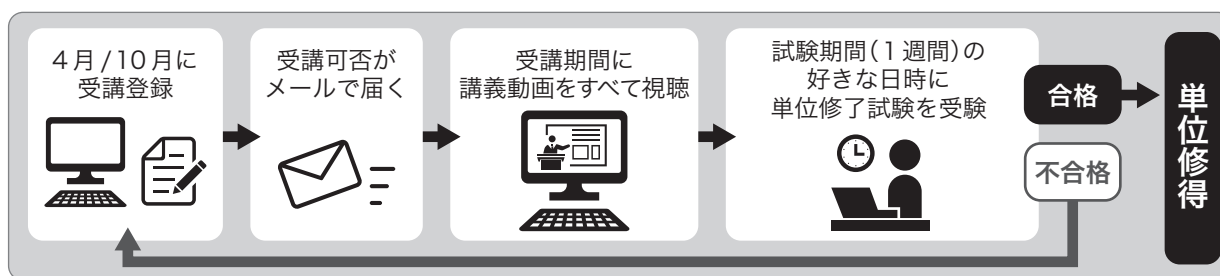 4月/10月に
受講登録
受講可否が
メールで届く
受講期間に
講義動画をすべて視聴
試験期間(1週間)の
好きな日時に
単位修了試験を受験
合格
不合格
単位修得